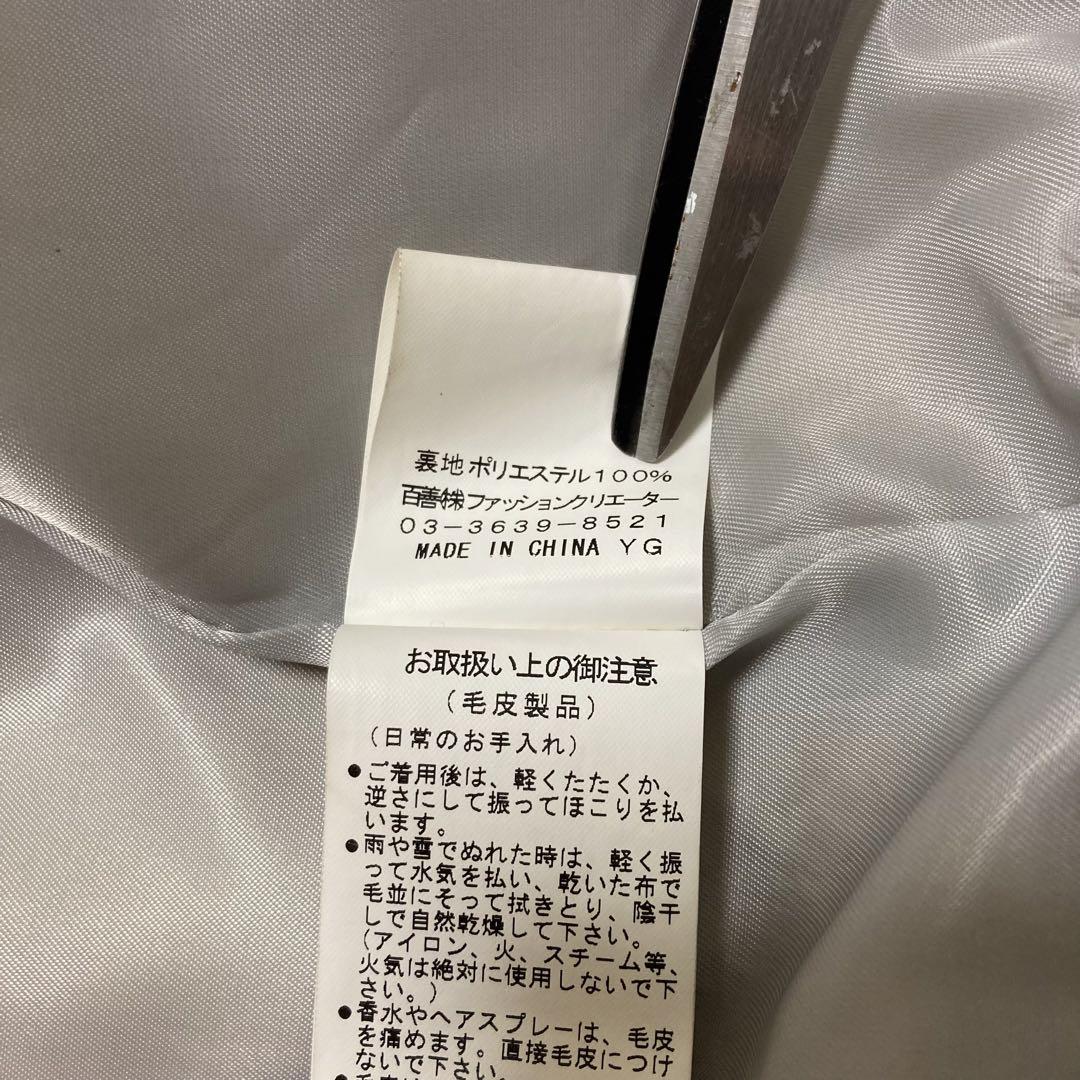 裏地 ポリエステル100%
百善㈱ファッションクリエーター
03-3639-8521
MADE IN CHINA YG
お取扱い上の御注意
(毛皮製品)
(日常のお手入れ)
●ご着用後は、軽くたたくか、
逆さにして振ってほこりを払
います。
●雨や雪でぬれた時は、軽く振
って水気を払い、乾いた布で
毛並にそって拭きとり、陰干
しで自然乾燥して下さい。
(アイロン、火、スチーム等、
火気は絶対に使用しないで下
さい。)
●香水やヘアスプレーは、毛皮
を痛めます。直接毛皮につけ
ないで下さい。